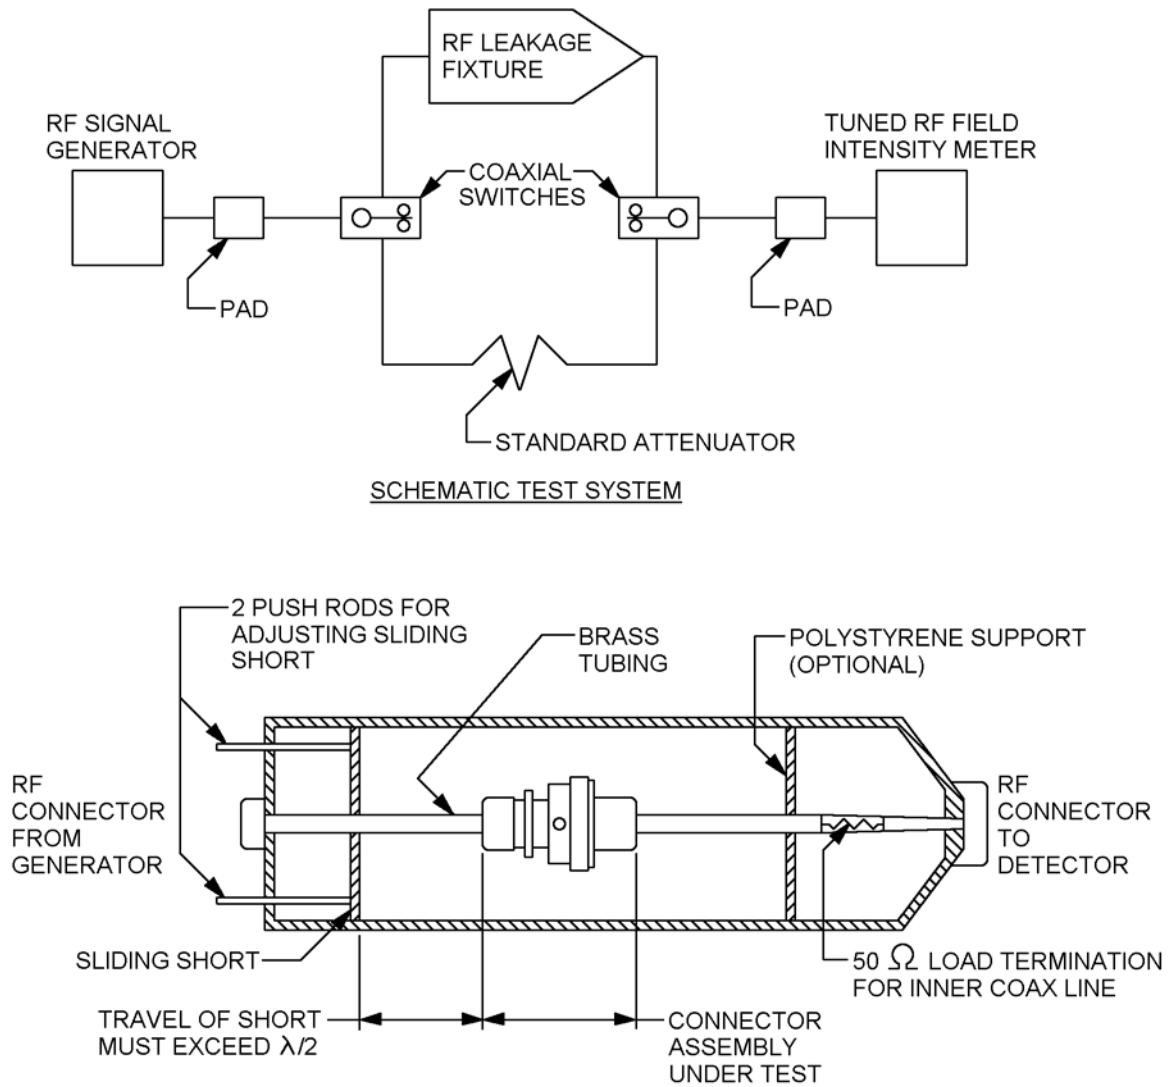 RF LEAKAGE
FIXTURE
RF SIGNAL
GENERATOR
TUNED RF FIELD
INTENSITY METER
COAXIAL
SWITCHES
PAD
PAD
STANDARD ATTENUATOR
SCHEMATIC TEST SYSTEM
2 PUSH RODS FOR
ADJUSTING SLIDING
SHORT
BRASS
TUBING
POLYSTYRENE SUPPORT
(OPTIONAL)
RF
CONNECTOR
FROM
GENERATOR
RF
CONNECTOR
TO
DETECTOR
SLIDING SHORT
50 Ω LOAD TERMINATION
FOR INNER COAX LINE
TRAVEL OF SHORT
MUST EXCEED λ/2
CONNECTOR
ASSEMBLY
UNDER TEST